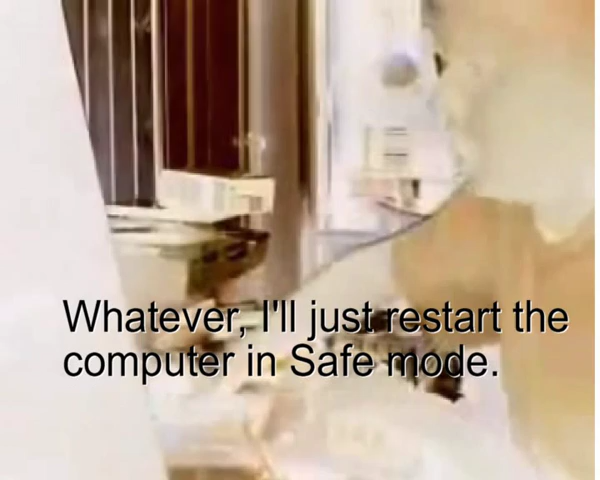 Whatever, I'll just restart the
computer in Safe mode.